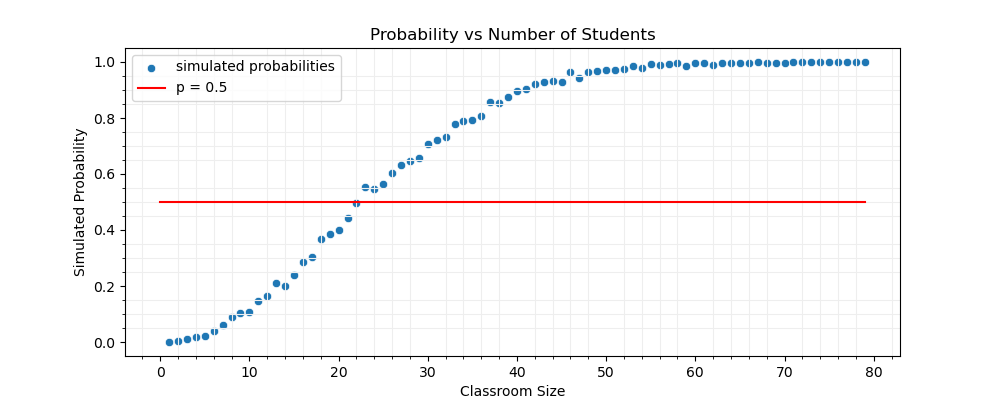 Probability vs Number of Students
simulated probabilities
p = 0.5
Simulated Probability
1.0
0.8
0.6
0.4
0.2
0.0
0 10 20 30 40 50 60 70 80
Classroom Size